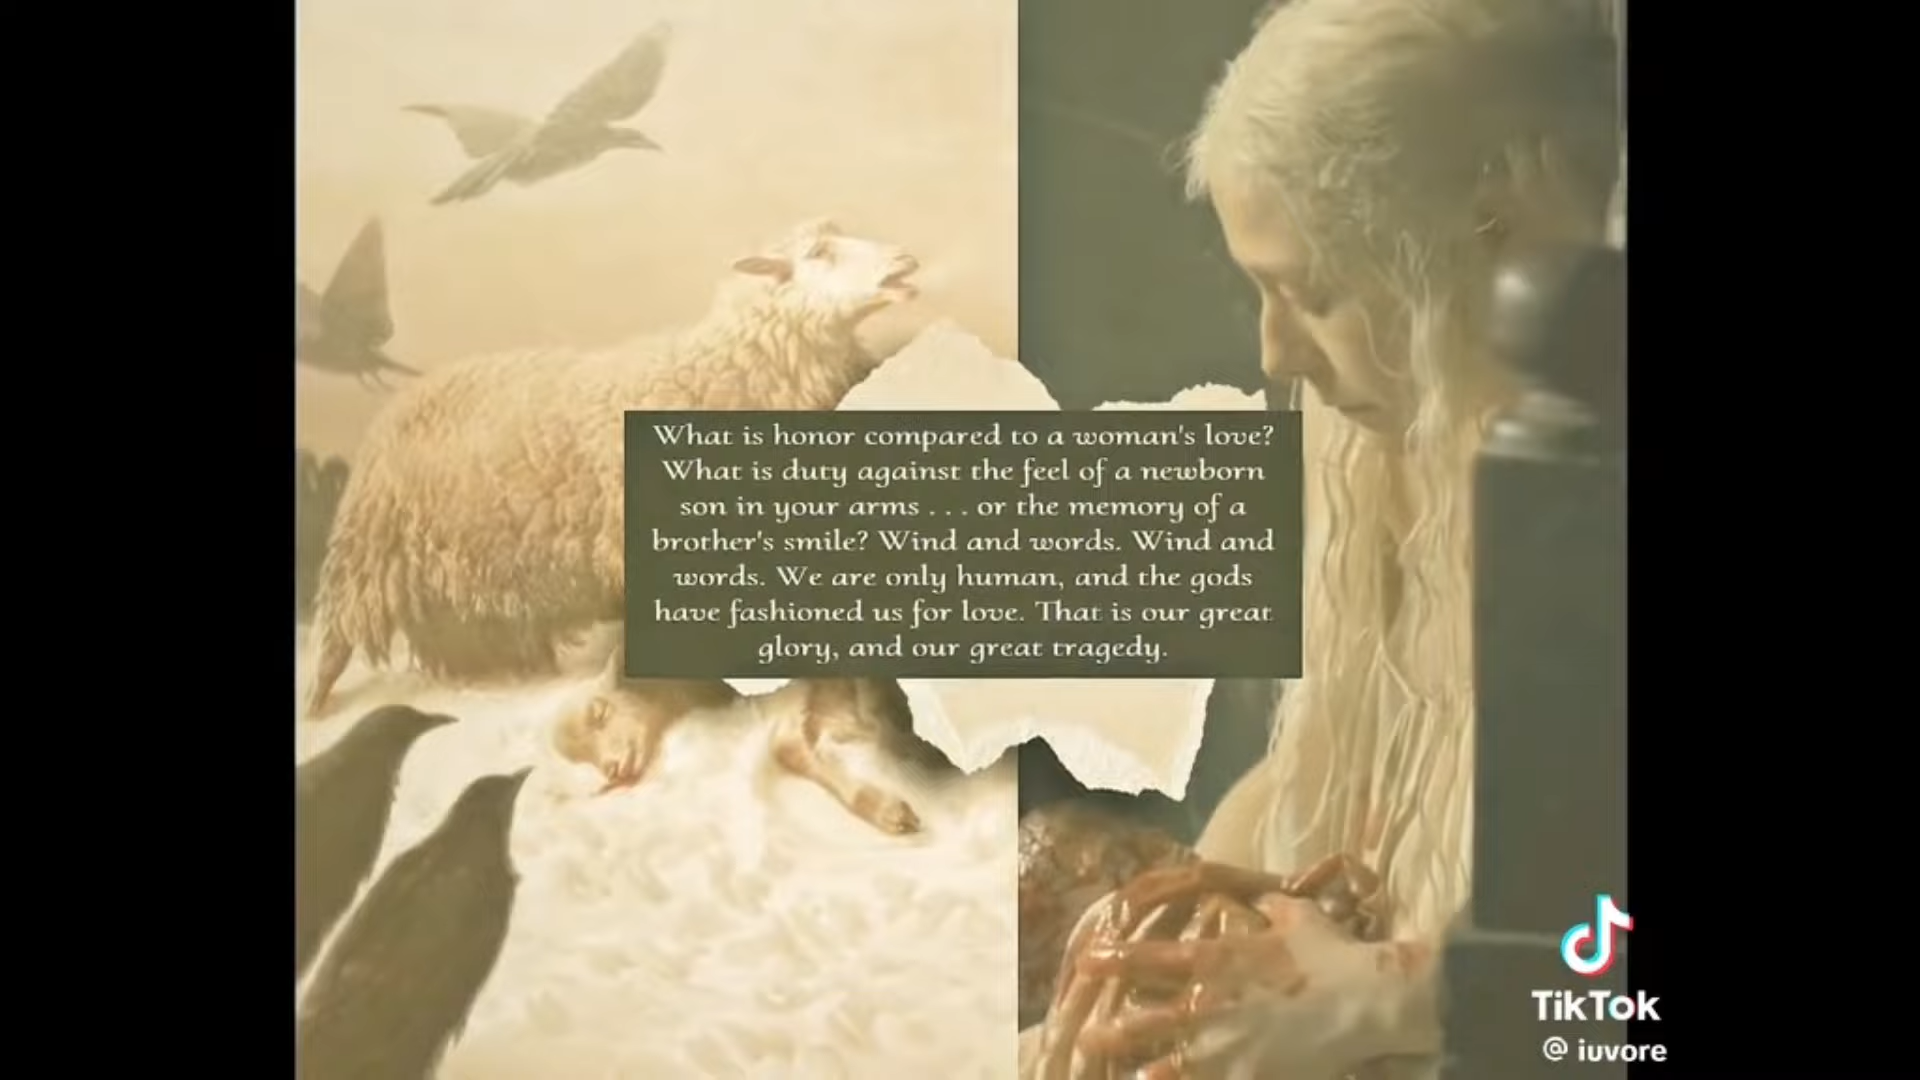 What is honor compared to a woman's love?
What is duty against the feel of a newborn
son in your arms . . . or the memory of a
brother's smile? Wind and words. Wind and
words. We are only human, and the gods
have fashioned us for love. That is our great
glory, and our great tragedy.
TikTok
@ iuvore